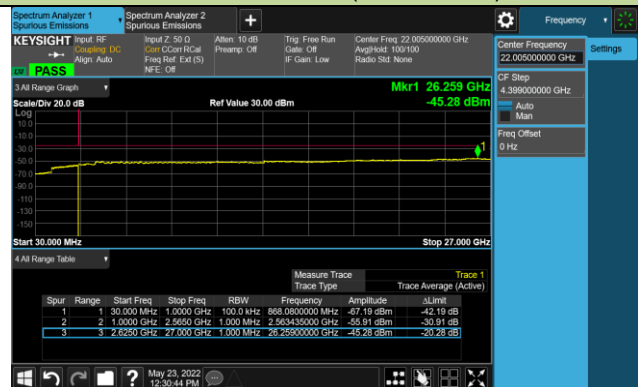 Spectrum Analyzer 1
Spurious Emissions
Spectrum Analyzer 2
Spurious Emissions
Frequency
KEYSIGHT
Input: RF
Coupling: DC
Align: Auto
Input Z: 50 Ω
Corr CCorr RCal
Freq Ref: Ext (S)
NFE: Off
Atten: 10 dB
Preamp: Off
Trig: Free Run
Gate: Off
IF Gain: Low
Center Freq: 22.005000000 GHz
Avg|Hold: 100/100
Radio Std: None
PASS
Center Frequency
22.005000000 GHz
Settings
CF Step
4.399000000 GHz
Auto
Man
Freq Offset
0 Hz
3 All Range Graph
Mkr1 26.259 GHz
Scale/Div 20.0 dB
Ref Value 30.00 dBm
-45.28 dBm
Log
10.0
-10.0
-30.0
1
-50.0
-70.0
-90.0
-110
-130
-150
Start 30.000 MHz
Stop 27.000 GHz
4 All Range Table
Measure Trace Trace 1
Trace Type Trace Average (Active)
Spur Range Start Freq Stop Freq RBW Frequency Amplitude ΔLimit
1 1 30.000 MHz 1.0000 GHz 100.0 kHz 868.0800000 MHz -67.19 dBm -42.19 dB
2 2 1.0000 GHz 2.5650 GHz 1.000 MHz 2.563435000 GHz -55.91 dBm -30.91 dB
3 3 2.6250 GHz 27.000 GHz 1.000 MHz 26.25900000 GHz -45.28 dBm -20.28 dB
May 23, 2022
12:30:44 PM